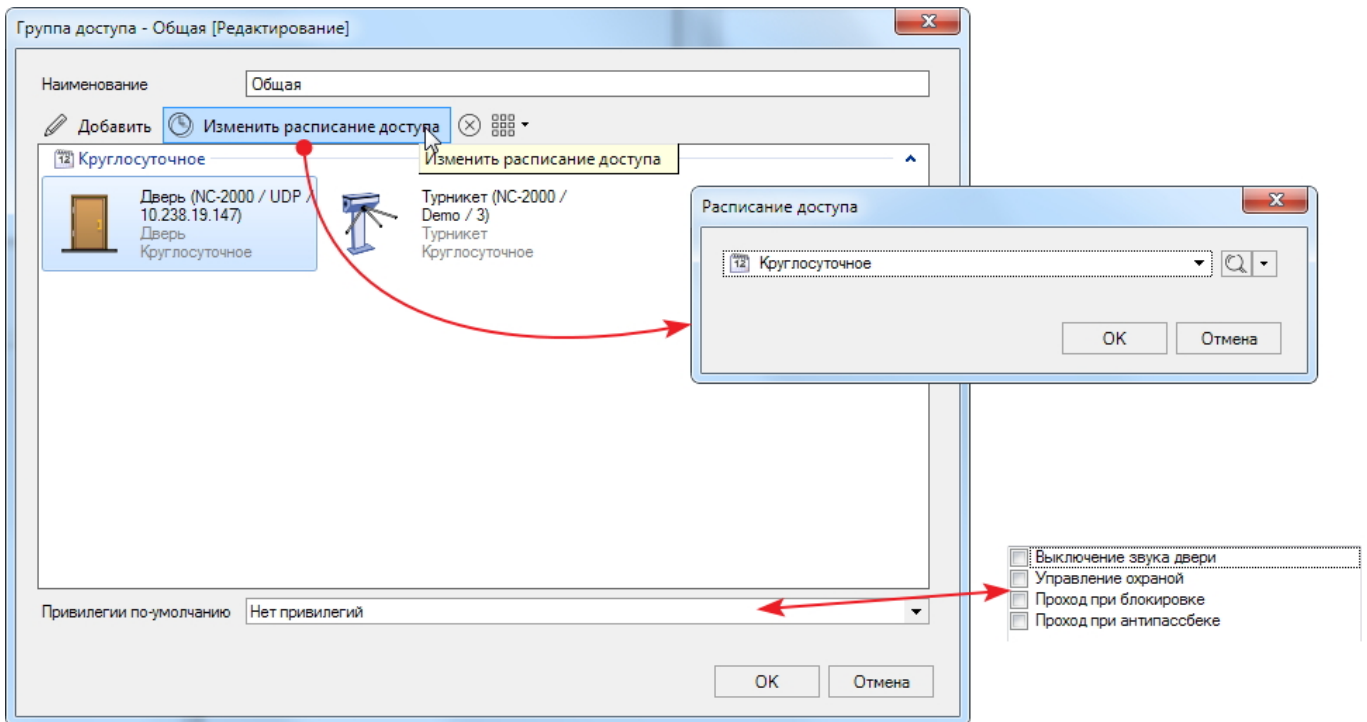 Группа доступа - Общая [Редактирование]
Наименование
Общая
Добавить
Изменить расписание доступа
Изменить расписание доступа
12 Круглосуточное
Дверь (NC-2000 / UDP /
10.238.19.147)
Дверь
Круглосуточное
Турникет (NC-2000 /
Demo / 3)
Турникет
Круглосуточное
Расписание доступа
12 Круглосуточное
OK
Отмена
Привилегии по-умолчанию
Нет привилегий
Выключение звука двери
Управление охраной
Проход при блокировке
Проход при антипассбеке
OK
Отмена